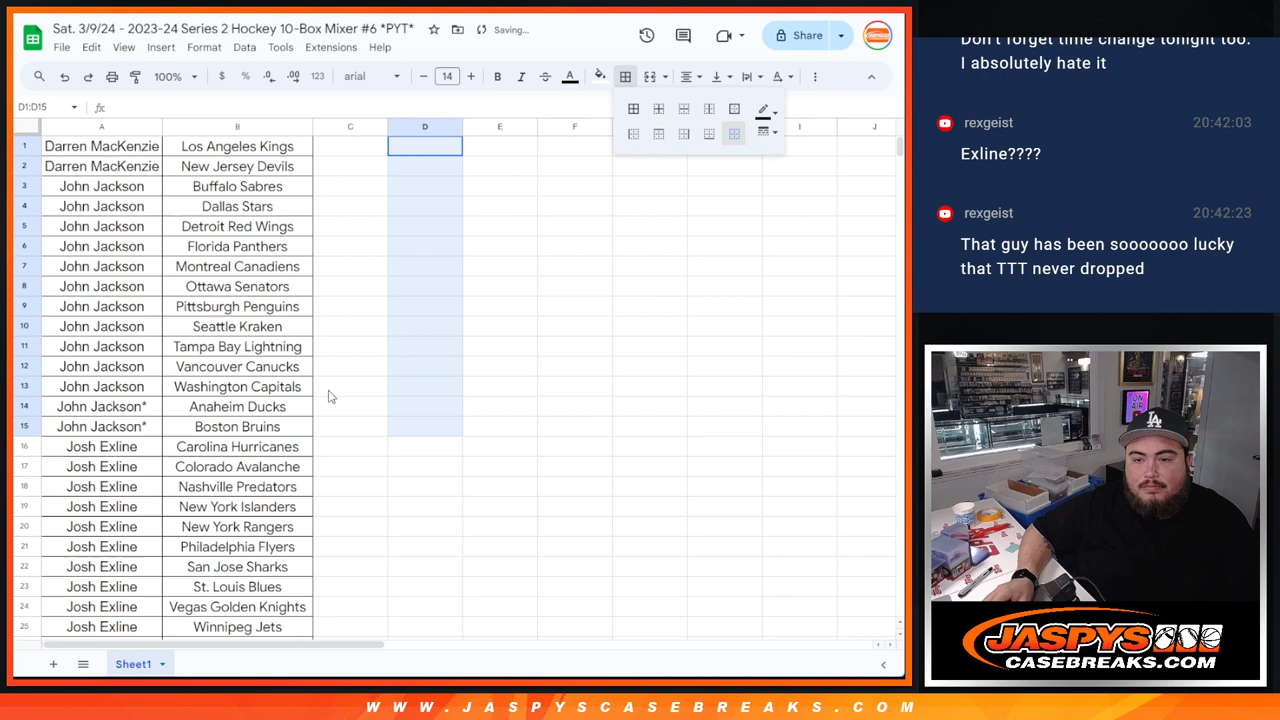 Sat. 3/9/24 - 2023-24 Series 2 Hockey 10-Box Mixer #6 *PYT*
Saving...
File Edit View Insert Format Data Tools Extensions Help
Share
100% $ % .0 .00 123 arial 14 B I S A
D1:D15 fx
A B C D E F I J
1 Darren MacKenzie Los Angeles Kings
2 Darren MacKenzie New Jersey Devils
3 John Jackson Buffalo Sabres
4 John Jackson Dallas Stars
5 John Jackson Detroit Red Wings
6 John Jackson Florida Panthers
7 John Jackson Montreal Canadiens
8 John Jackson Ottawa Senators
9 John Jackson Pittsburgh Penguins
10 John Jackson Seattle Kraken
11 John Jackson Tampa Bay Lightning
12 John Jackson Vancouver Canucks
13 John Jackson Washington Capitals
14 John Jackson* Anaheim Ducks
15 John Jackson* Boston Bruins
16 Josh Exline Carolina Hurricanes
17 Josh Exline Colorado Avalanche
18 Josh Exline Nashville Predators
19 Josh Exline New York Islanders
20 Josh Exline New York Rangers
21 Josh Exline Philadelphia Flyers
22 Josh Exline San Jose Sharks
23 Josh Exline St. Louis Blues
24 Josh Exline Vegas Golden Knights
25 Josh Exline Winnipeg Jets
Sheet1
Don't forget time change tonight too.
I absolutely hate it
rexgeist 20:42:03
Exline????
rexgeist 20:42:23
That guy has been sooooooo lucky
that TTT never dropped
ON
AIR
LA
JASPYS
CASEBREAKS.COM
WWW.JASPYSCASEBREAKS.COM